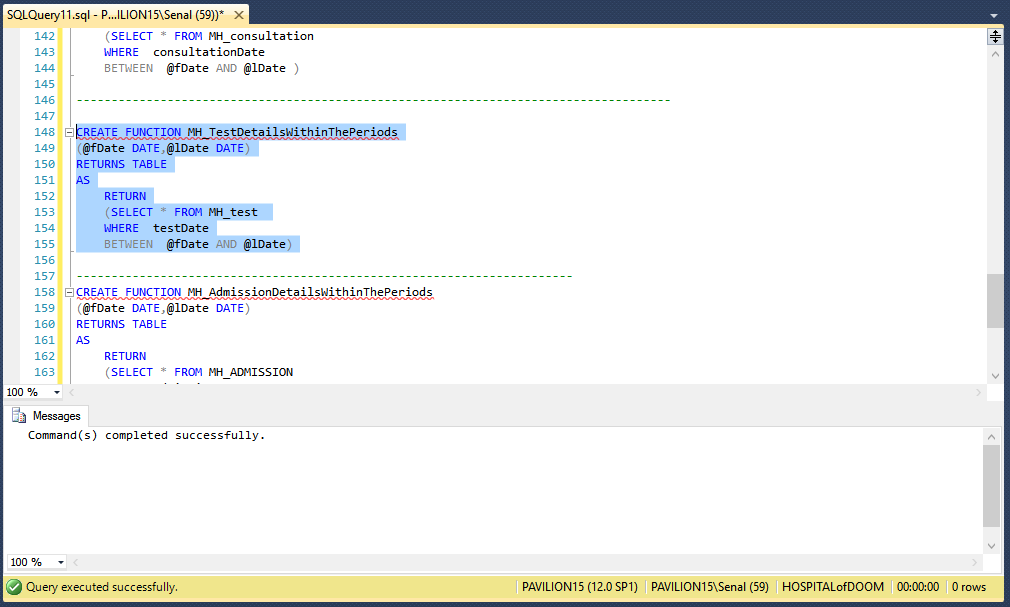 SQLQuery11.sql - P...ILION15\Senal (59))*
142 (SELECT * FROM MH_consultation
143 WHERE consultationDate
144 BETWEEN @fDate AND @lDate )
145
146 -------------------------------------------------------------------------------------
147
148 CREATE FUNCTION MH_TestDetailsWithinThePeriods
149 (@fDate DATE,@lDate DATE)
150 RETURNS TABLE
151 AS
152 RETURN
153 (SELECT * FROM MH_test
154 WHERE testDate
155 BETWEEN @fDate AND @lDate)
156
157 -----------------------------------------------------------------------
158 CREATE FUNCTION MH_AdmissionDetailsWithinThePeriods
159 (@fDate DATE,@lDate DATE)
160 RETURNS TABLE
161 AS
162 RETURN
163 (SELECT * FROM MH_ADMISSION
100 %
Messages
Command(s) completed successfully.
100 %
Query executed successfully. PAVILION15 (12.0 SP1) PAVILION15\Senal (59) HOSPITALofDOOM 00:00:00 0 rows